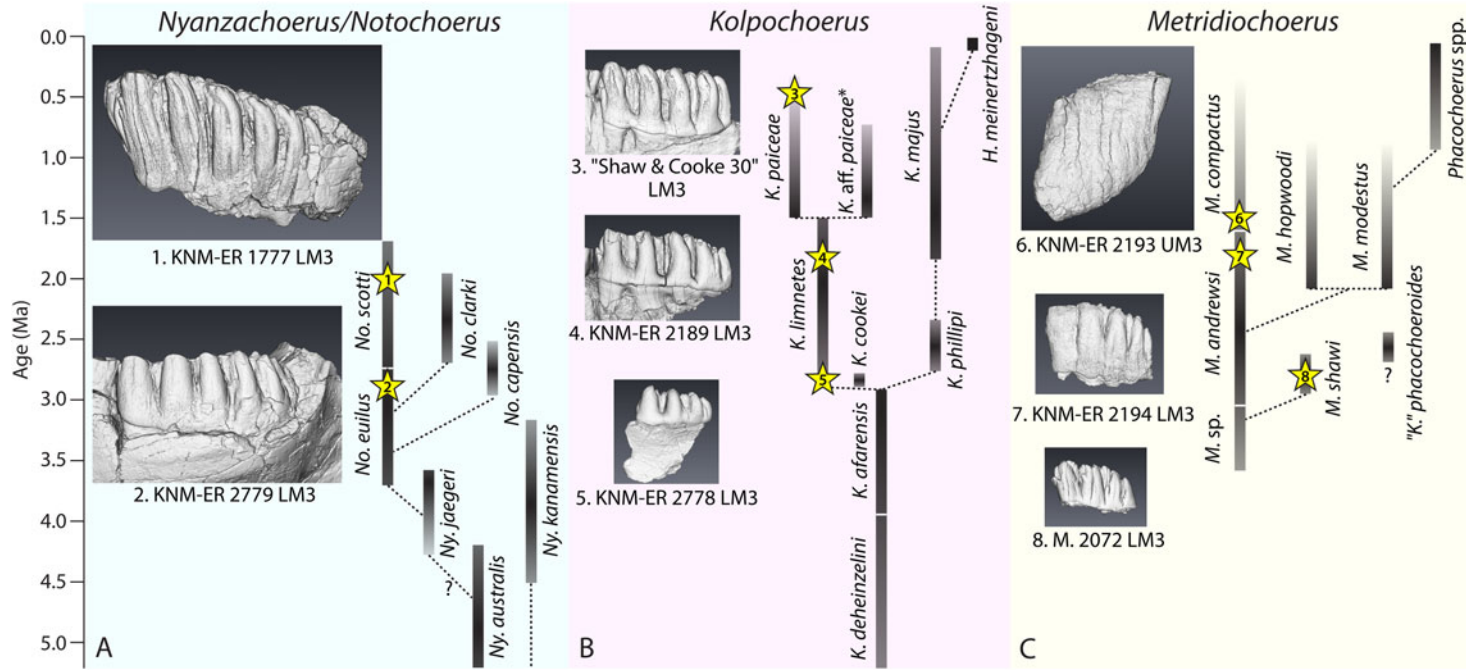 Nyanzachoerus/Notochoerus
Kolpochoerus
Metridiochoerus
Age (Ma)
0.0
0.5
1.0
1.5
2.0
2.5
3.0
3.5
4.0
4.5
5.0
1. KNM-ER 1777 LM3
2. KNM-ER 2779 LM3
1
2
No. scotti
No. euilus
No. clarki
No. capensis
Ny. jaegeri
?
Ny. australis
Ny. kanamensis
A
3. "Shaw & Cooke 30"
LM3
4. KNM-ER 2189 LM3
5. KNM-ER 2778 LM3
3
4
5
K. paiceae
K. aff. paiceae*
K. majus
H. meinertzhageni
K. limnetes
K. cookei
K. phillipi
K. afarensis
K. deheinzelini
B
6. KNM-ER 2193 UM3
7. KNM-ER 2194 LM3
8. M. 2072 LM3
6
7
8
M. compactus
M. hopwoodi
M. modestus
Phacochoerus spp.
M. andrewsi
M. shawi
?
"K." phacochoeroides
M. sp.
C